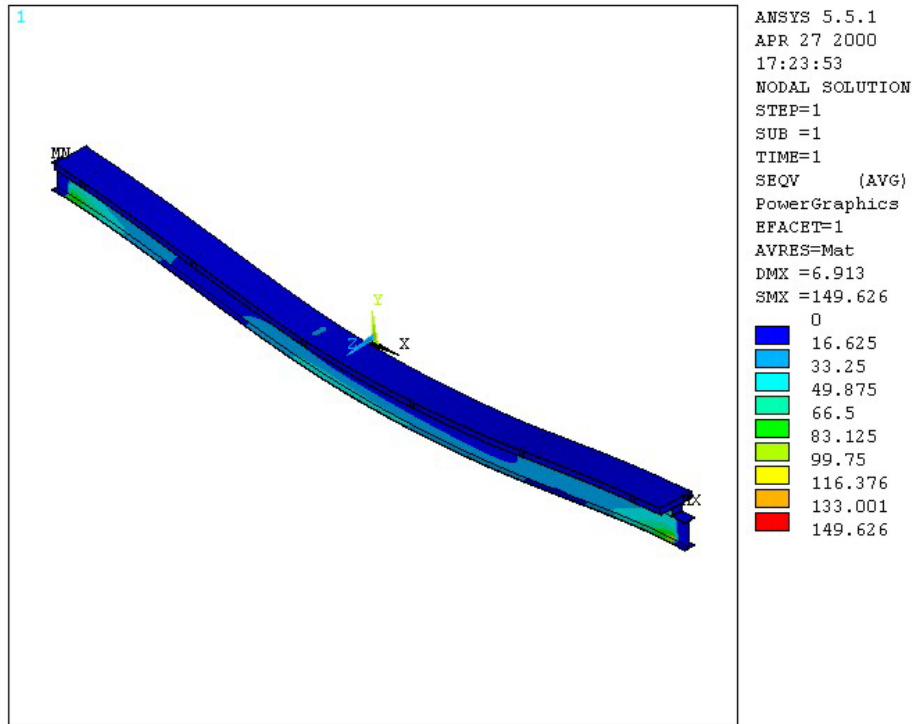 1
ANSYS 5.5.1
APR 27 2000
17:23:53
NODAL SOLUTION
STEP=1
SUB =1
TIME=1
SEQV (AVG)
PowerGraphics
EFACET=1
AVRES=Mat
DMX =6.913
SMX =149.626
0
16.625
33.25
49.875
66.5
83.125
99.75
116.376
133.001
149.626
MN
Y
Z
X